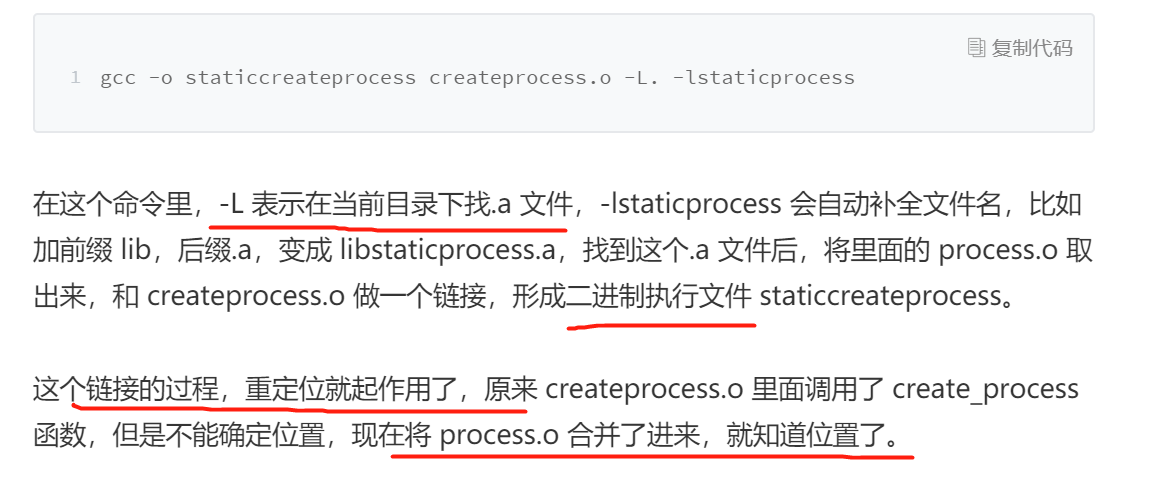 复制代码
1 gcc -o staticcreateprocess createprocess.o -L. -lstaticprocess
在这个命令里，-L 表示在当前目录下找.a 文件，-lstaticprocess 会自动补全文件名，比如
加前缀 lib，后缀.a，变成 libstaticprocess.a，找到这个.a 文件后，将里面的 process.o 取
出来，和 createprocess.o 做一个链接，形成二进制执行文件 staticcreateprocess。
这个链接的过程，重定位就起作用了，原来 createprocess.o 里面调用了 create_process
函数，但是不能确定位置，现在将 process.o 合并了进来，就知道位置了。